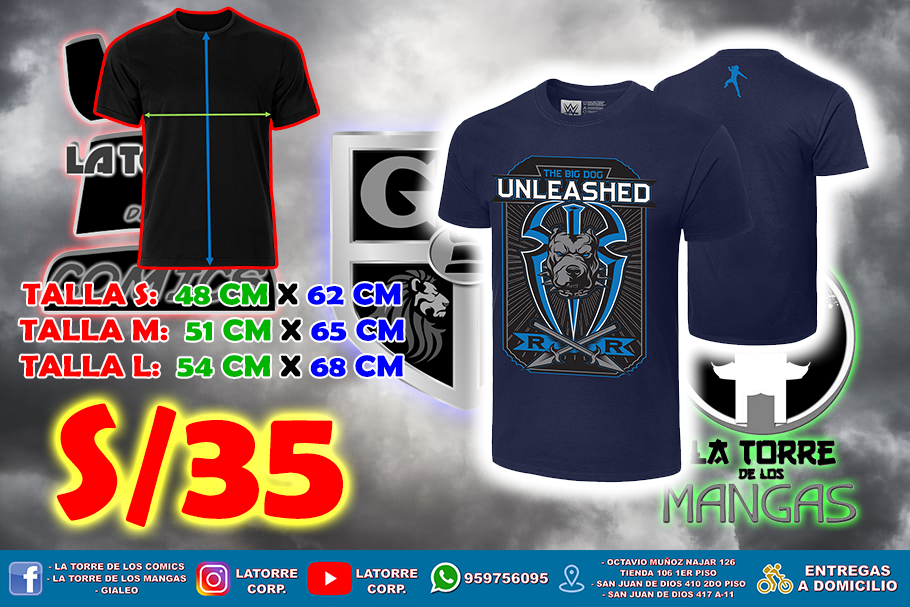 LA TORRE
COMICS
TALLA S: 48 CM X 62 CM
TALLA M: 51 CM X 65 CM
TALLA L: 54 CM X 68 CM
S/35
G
W
THE BIG DOG
UNLEASHED
R R
LA TORRE
DE LOS
MANGAS
- LA TORRE DE LOS COMICS
- LA TORRE DE LOS MANGAS
- GIALEO
LATORRE
CORP.
LATORRE
CORP.
959756095
- OCTAVIO MUÑOZ NAJAR 126
TIENDA 106 1ER PISO
- SAN JUAN DE DIOS 410 2DO PISO
- SAN JUAN DE DIOS 417 A-11
ENTREGAS
A DOMICILIO